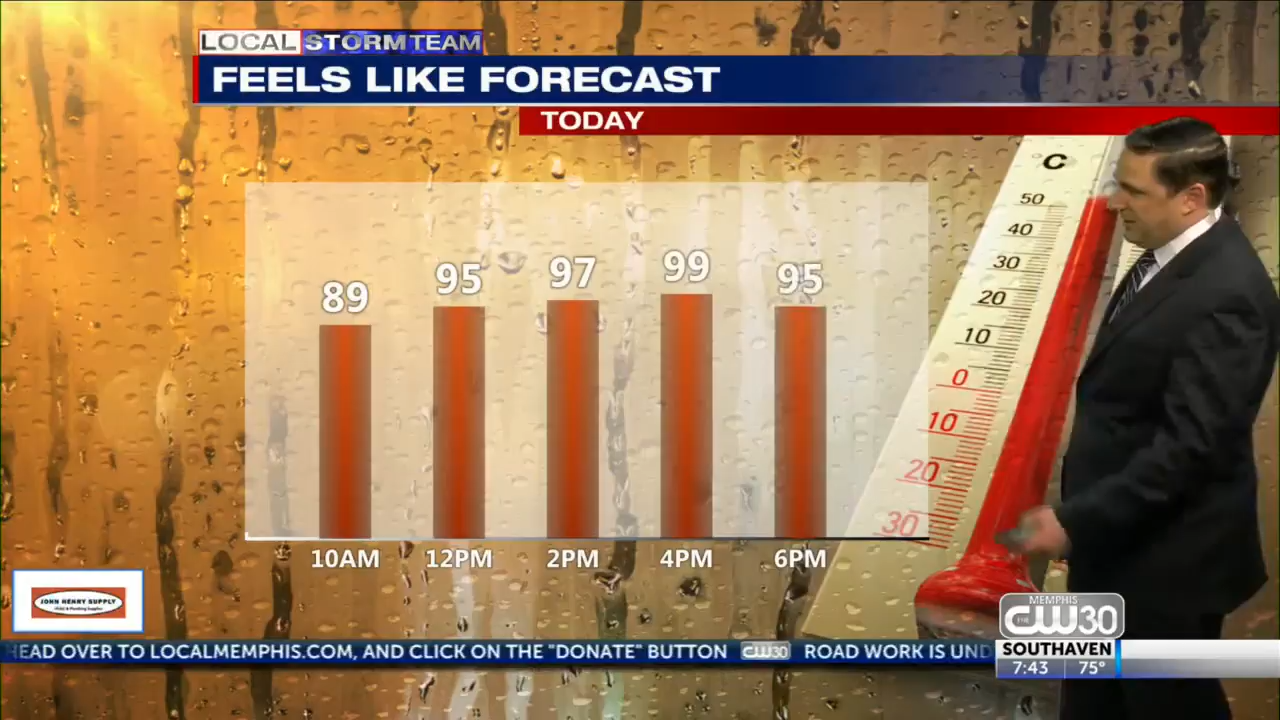 LOCAL STORMTEAM
FEELS LIKE FORECAST
TODAY
°C
50
40
30
20
10
0
10
20
30
89
95
97
99
95
10AM
12PM
2PM
4PM
6PM
JOHN HENRY SUPPLY
MEMPHIS
THE CW30
SOUTHAVEN
7:43 75°
HEAD OVER TO LOCALMEMPHIS.COM, AND CLICK ON THE "DONATE" BUTTON CW30 ROAD WORK IS UND